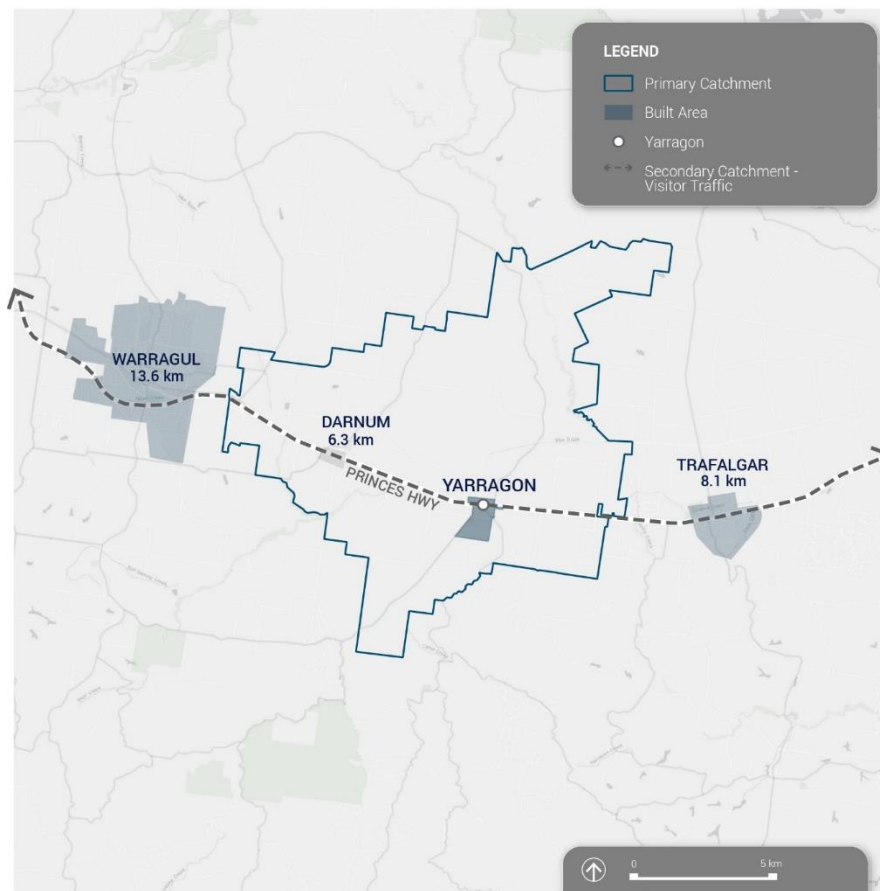 LEGEND
Primary Catchment
Built Area
Yarragon
Secondary Catchment -
Visitor Traffic
WARRAGUL
13.6 km
DARNUM
6.3 km
PRINCES HWY
YARRAGON
TRAFALGAR
8.1 km
0 5 km